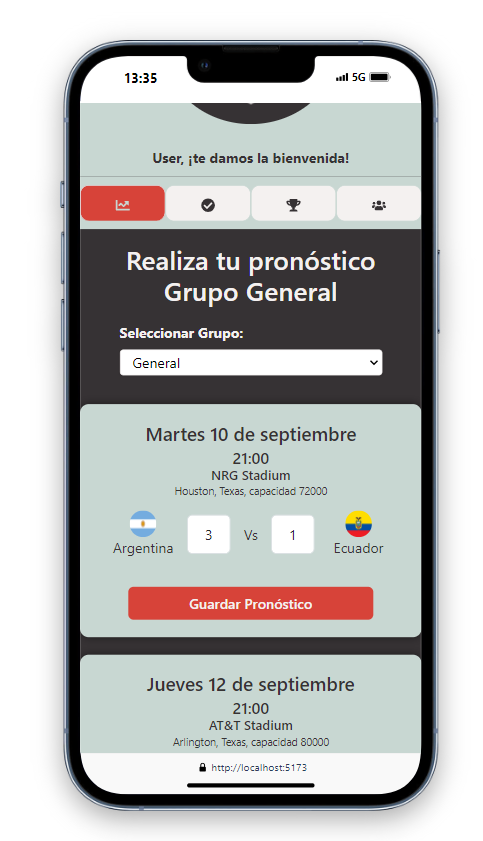 13:35
5G
User, ¡te damos la bienvenida!
Realiza tu pronóstico
Grupo General
Seleccionar Grupo:
General
Martes 10 de septiembre
21:00
NRG Stadium
Houston, Texas, capacidad 72000
3 Vs 1
Argentina Ecuador
Guardar Pronóstico
Jueves 12 de septiembre
21:00
AT&T Stadium
Arlington, Texas, capacidad 80000
http://localhost:5173